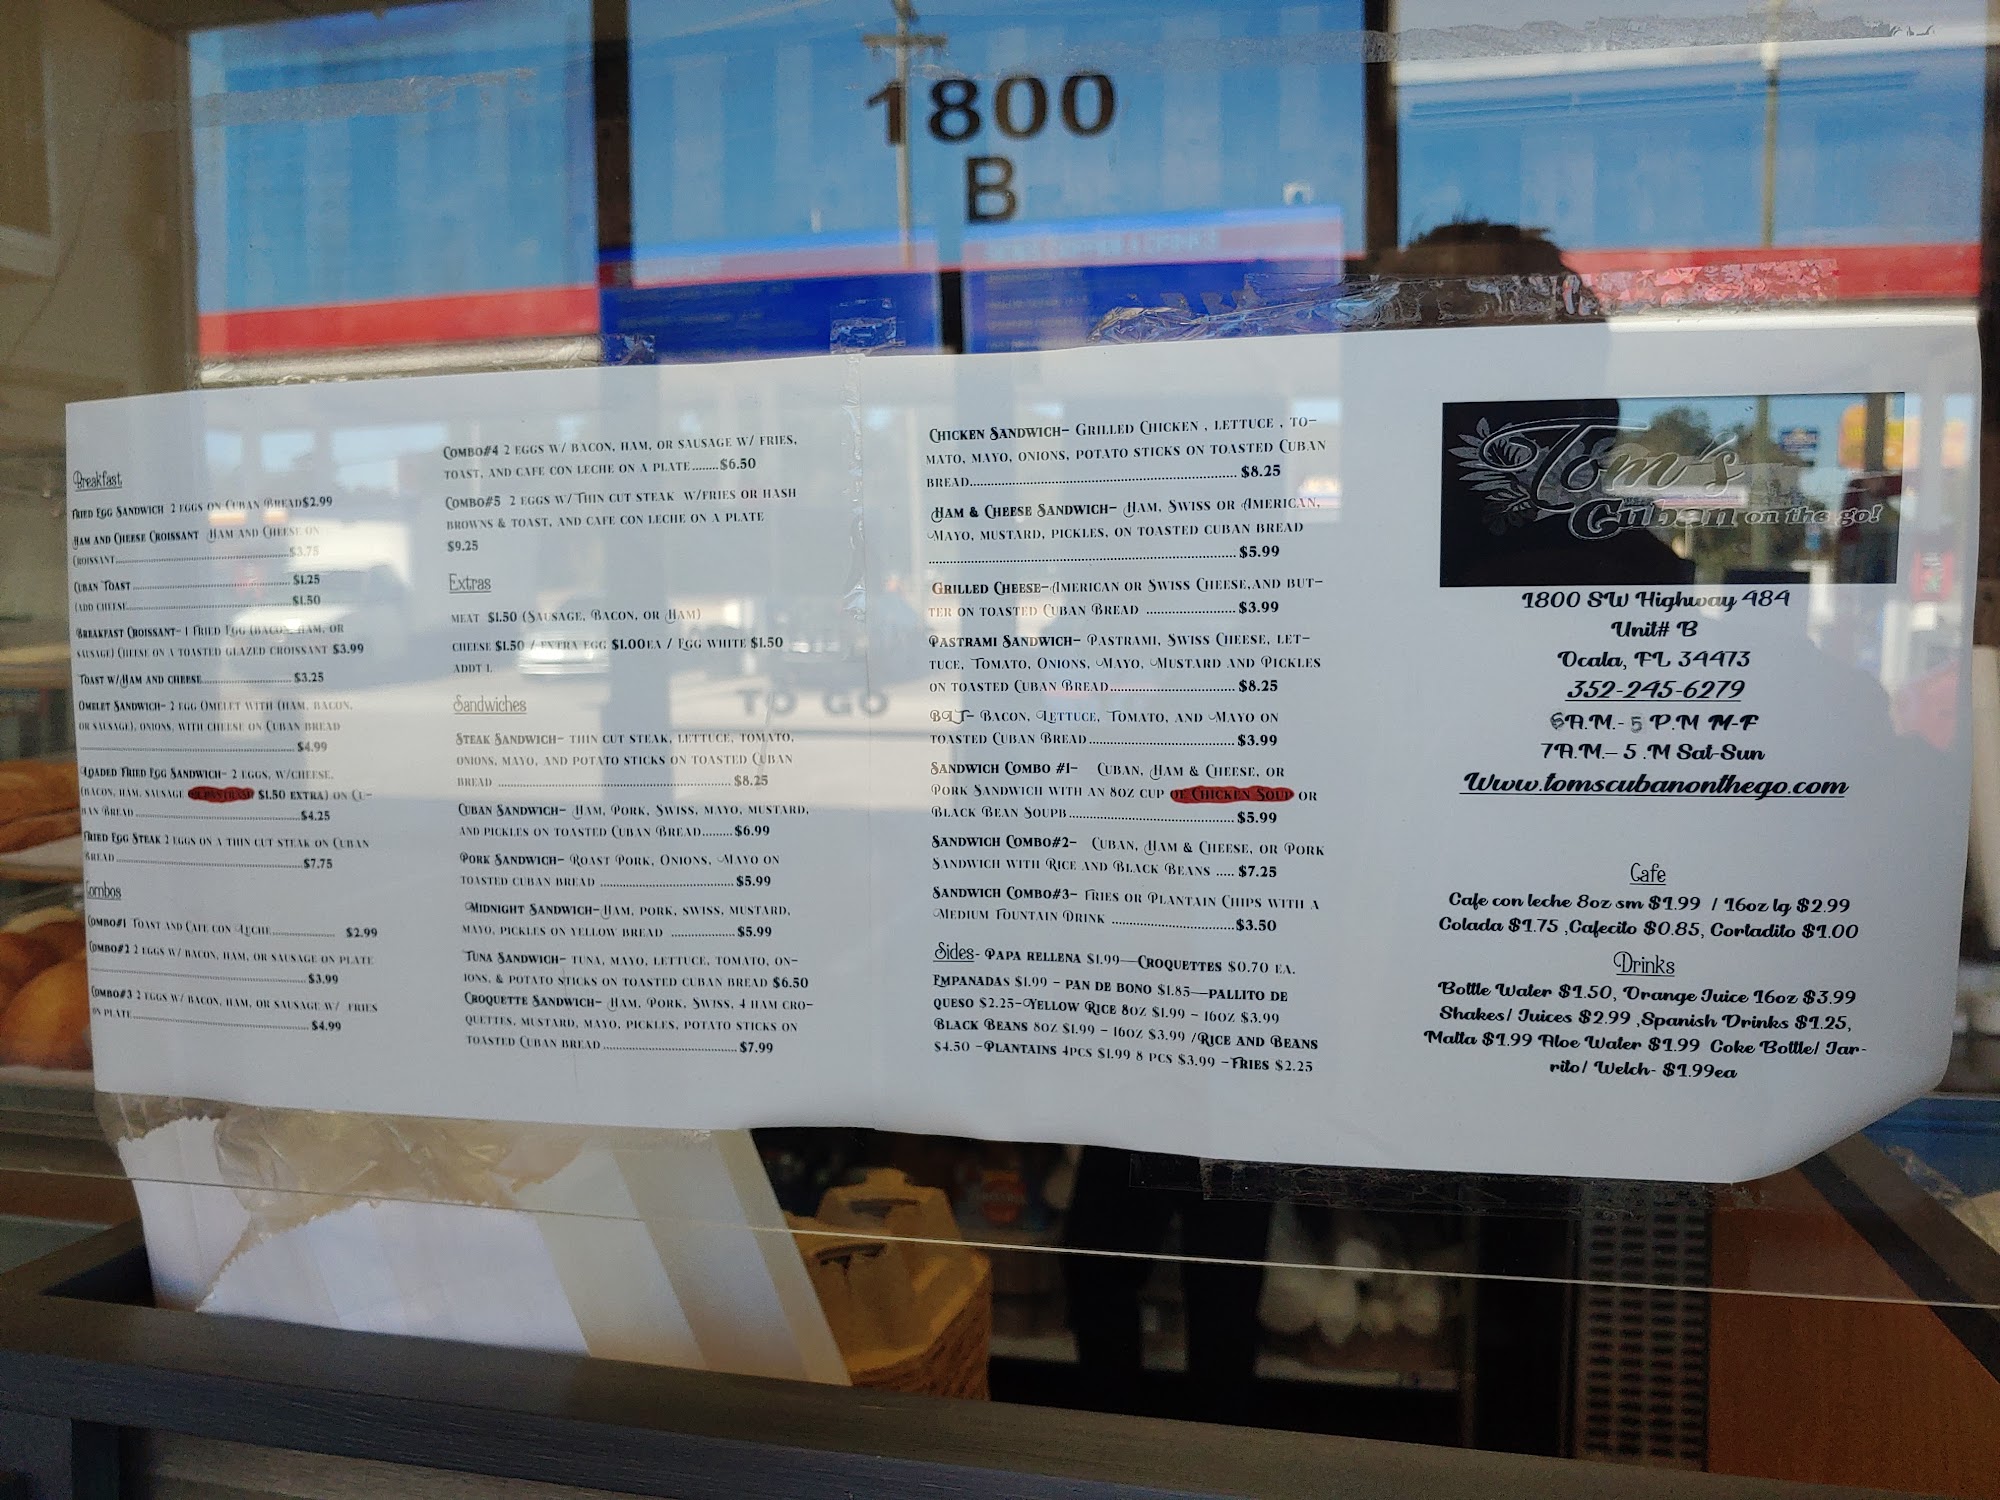 1800
B
Breakfast
Fried Egg Sandwich 2 eggs on Cuban Bread$2.99
Ham and Cheese Croissant Ham and Cheese on
Croissant..........$3.75
Cuban Toast..........$1.25
(add cheese..........$1.50
Breakfast Croissant- 1 Fried Egg (bacon, ham, or
sausage) cheese on a toasted glazed croissant $3.99
Toast w/Ham and cheese..........$3.25
Omelet Sandwich- 2 egg Omelet with (ham, bacon,
or sausage), onions, with cheese on Cuban bread
..........$4.99
Loaded Fried Egg Sandwich- 2 eggs, w/cheese,
(bacon, ham, sausage or pastrami $1.50 extra) on Cu-
ban Bread..........$4.25
Fried Egg Steak 2 eggs on a thin cut steak on Cuban
Bread..........$7.75
Combos
Combo#1 Toast and Cafe con Leche.......... $2.99
Combo#2 2 eggs w/ bacon, ham, or sausage on plate
..........$3.99
Combo#3 2 eggs w/ bacon, ham, or sausage w/ fries
on plate..........$4.99
Combo#4 2 eggs w/ bacon, ham, or sausage w/ fries,
toast, and cafe con leche on a plate........$6.50
Combo#5 2 eggs w/ Thin cut steak w/fries or hash
browns & toast, and cafe con leche on a plate
$9.25
Extras
meat $1.50 (Sausage, Bacon, or Ham)
cheese $1.50 / extra egg $1.00ea / Egg white $1.50
addt l
Sandwiches
TO GO
Steak Sandwich- thin cut steak, lettuce, tomato,
onions, mayo, and potato sticks on toasted Cuban
bread ..........$8.25
Cuban Sandwich- Ham, Pork, Swiss, mayo, mustard,
and pickles on toasted Cuban Bread.........$6.99
Pork Sandwich- Roast Pork, Onions, Mayo on
toasted cuban bread ..........$5.99
Midnight Sandwich-Ham, pork, swiss, mustard,
mayo, pickles on yellow bread ..........$5.99
Tuna Sandwich- tuna, mayo, lettuce, tomato, on-
ions, & potato sticks on toasted cuban bread $6.50
Croquette Sandwich- Ham, Pork, Swiss, 4 ham cro-
quettes, mustard, mayo, pickles, potato sticks on
toasted Cuban bread..........$7.99
Chicken Sandwich- Grilled Chicken , lettuce , to-
mato, mayo, onions, potato sticks on toasted Cuban
bread.......... $8.25
Ham & Cheese Sandwich- Ham, Swiss or American,
Mayo, mustard, pickles, on toasted cuban bread
..........$5.99
Grilled Cheese-American or Swiss Cheese,and but-
ter on toasted Cuban Bread ..........$3.99
Pastrami Sandwich- Pastrami, Swiss Cheese, Let-
tuce, Tomato, Onions, Mayo, Mustard and Pickles
on toasted Cuban Bread..........$8.25
BLT- Bacon, Lettuce, Tomato, and Mayo on
toasted Cuban Bread..........$3.99
Sandwich Combo #1- Cuban, Ham & Cheese, or
Pork Sandwich with an 8oz cup of Chicken Soup or
Black Bean Soupb..........$5.99
Sandwich Combo#2- Cuban, Ham & Cheese, or Pork
Sandwich with Rice and Black Beans ..... $7.25
Sandwich Combo#3- Fries or Plantain Chips with a
Medium Fountain Drink ..........$3.50
Sides- Papa rellena $1.99—Croquettes $0.70 ea.
Empanadas $1.99 - pan de bono $1.85—pallito de
queso $2.25-Yellow Rice 8oz $1.99 - 16oz $3.99
Black Beans 8oz $1.99 - 16oz $3.99 /Rice and Beans
$4.50 -Plantains 4pcs $1.99 8 pcs $3.99 -Fries $2.25
Tom's
Cuban on the go!
1800 SW Highway 484
Unit# B
Ocala, FL 34473
352-245-6279
6A.M.- 5 P.M M-F
7A.M.- 5 .M Sat-Sun
Www.tomscubanonthego.com
Cafe
Cafe con leche 8oz sm $1.99 / 16oz lg $2.99
Colada $1.75 ,Cafecito $0.85, Cortadito $1.00
Drinks
Bottle Water $1.50, Orange Juice 16oz $3.99
Shakes/ Juices $2.99 ,Spanish Drinks $1.25,
Malta $1.99 Aloe Water $1.99 Coke Bottle/ Jar-
rito/ Welch- $1.99ea